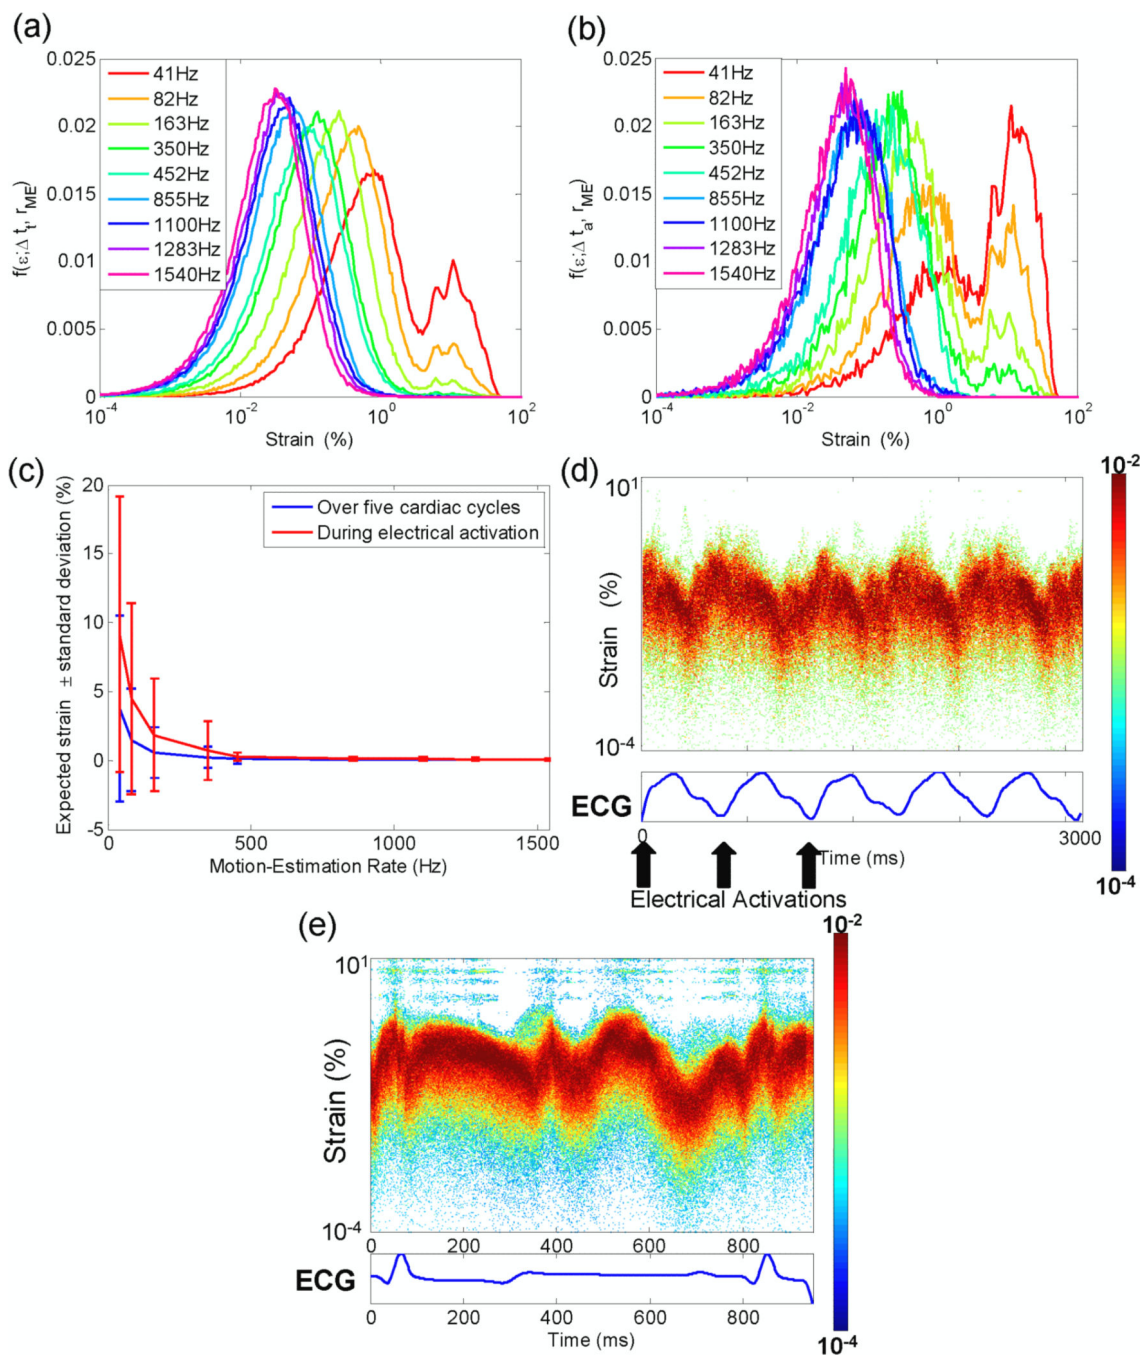 (a)
f(ε;Δ t_t, r_ME)
0.025
0.02
0.015
0.01
0.005
0
41Hz
82Hz
163Hz
350Hz
452Hz
855Hz
1100Hz
1283Hz
1540Hz
10^-4
10^-2
10^0
10^2
Strain (%)
(b)
f(ε;Δ t_a, r_ME)
0.025
0.02
0.015
0.01
0.005
0
41Hz
82Hz
163Hz
350Hz
452Hz
855Hz
1100Hz
1283Hz
1540Hz
10^-4
10^-2
10^0
10^2
Strain (%)
(c)
Expected strain ± standard deviation (%)
20
15
10
5
0
-5
Over five cardiac cycles
During electrical activation
0
500
1000
1500
Motion-Estimation Rate (Hz)
(d)
10^1
Strain (%)
10^-4
ECG
0
3000
Time (ms)
Electrical Activations
10^-2
10^-4
(e)
10^1
Strain (%)
10^-4
0
200
400
600
800
ECG
0
200
400
600
800
Time (ms)
10^-2
10^-4